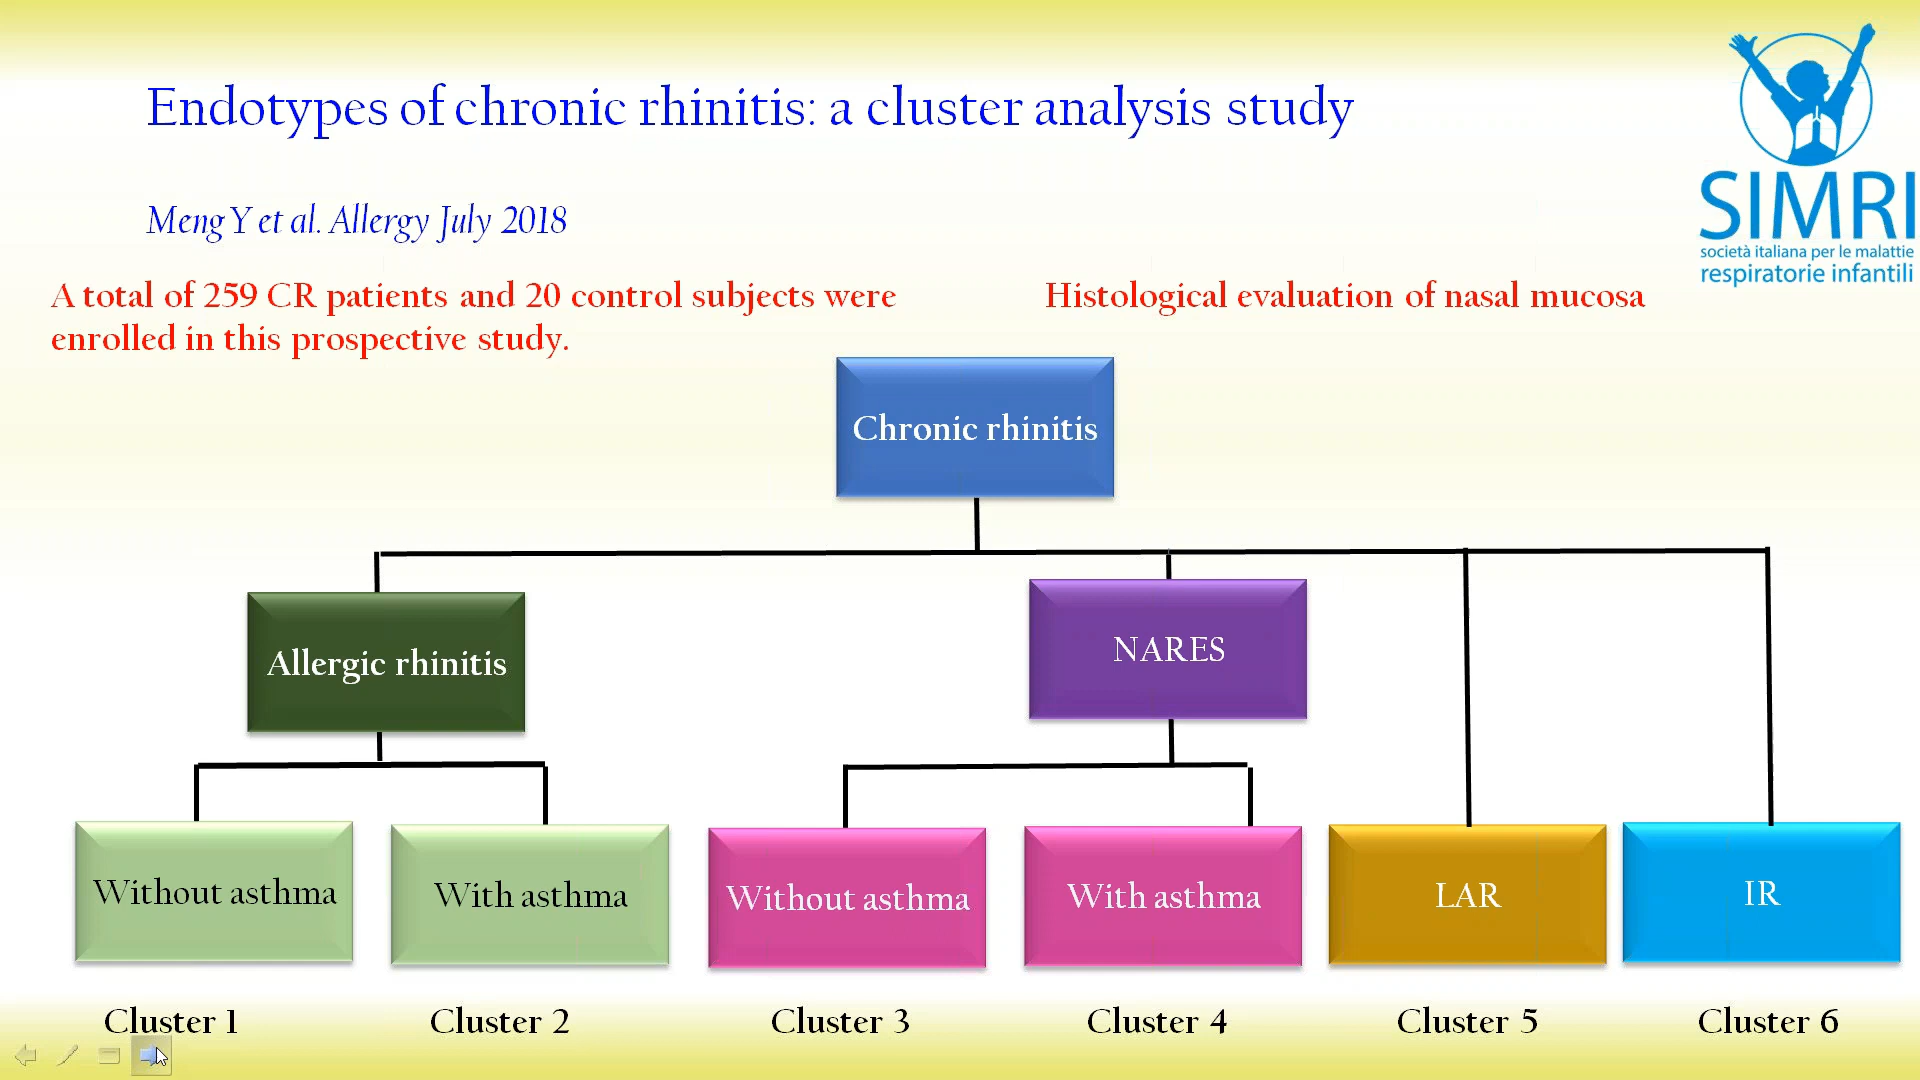 Endotypes of chronic rhinitis: a cluster analysis study
Meng Y et al. Allergy July 2018
SIMRI
società italiana per le malattie
respiratorie infantili
A total of 259 CR patients and 20 control subjects were
enrolled in this prospective study.
Histological evaluation of nasal mucosa
Chronic rhinitis
Allergic rhinitis
NARES
Without asthma
With asthma
Without asthma
With asthma
LAR
IR
Cluster 1
Cluster 2
Cluster 3
Cluster 4
Cluster 5
Cluster 6